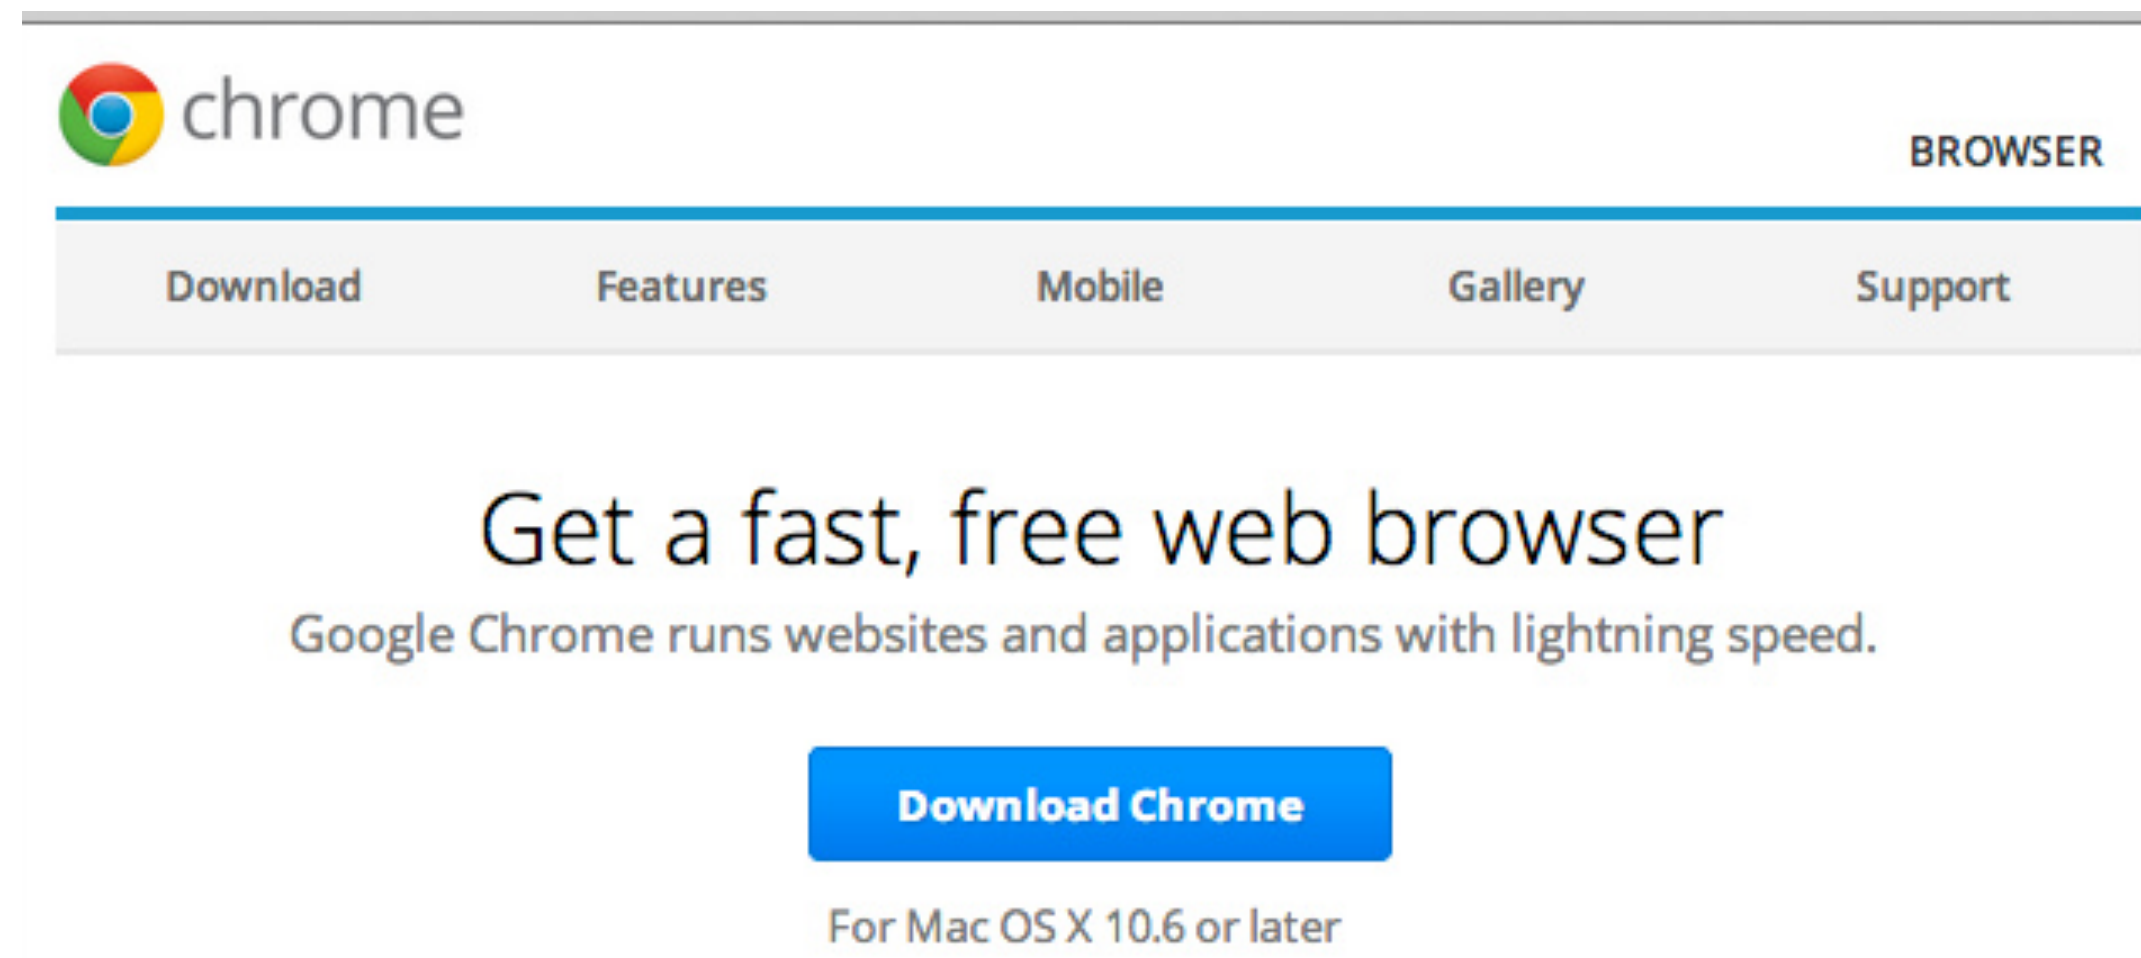 chrome
BROWSER
Download Features Mobile Gallery Support
Get a fast, free web browser
Google Chrome runs websites and applications with lightning speed.
Download Chrome
For Mac OS X 10.6 or later